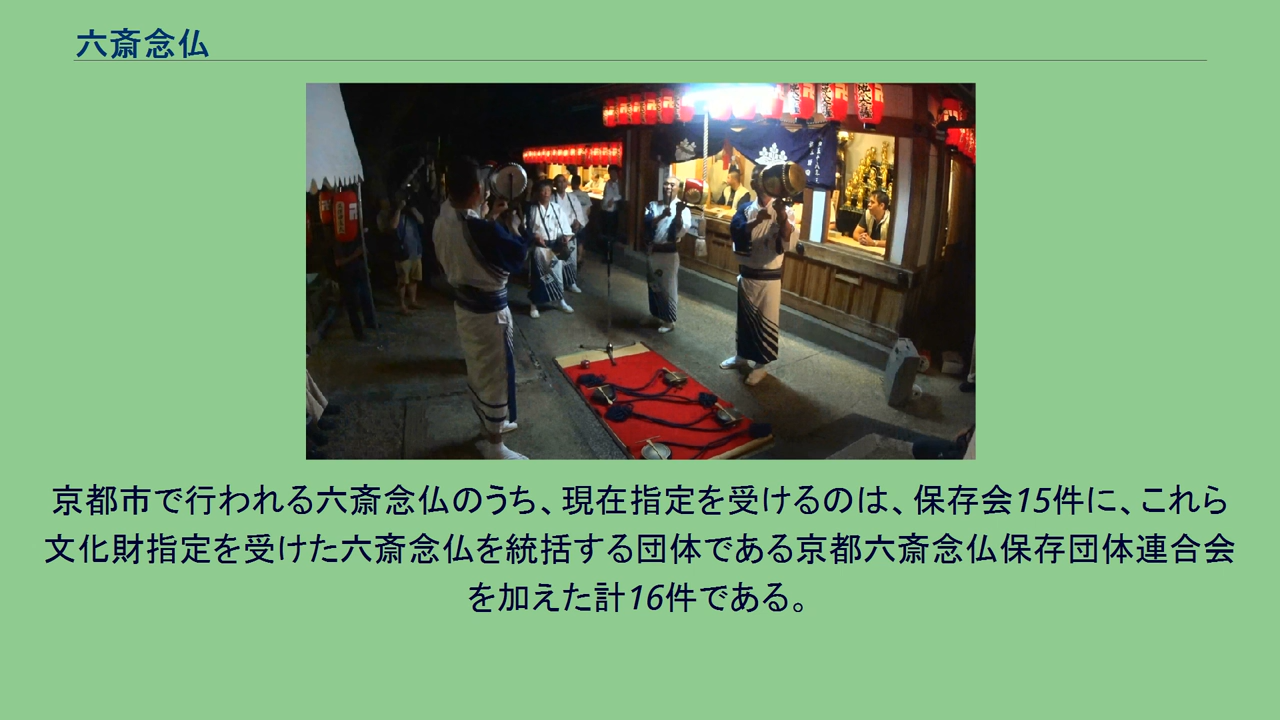 六斎念仏
京都市で行われる六斎念仏のうち、現在指定を受けるのは、保存会15件に、これら
文化財指定を受けた六斎念仏を統括する団体である京都六斎念仏保存団体連合会
を加えた計16件である。